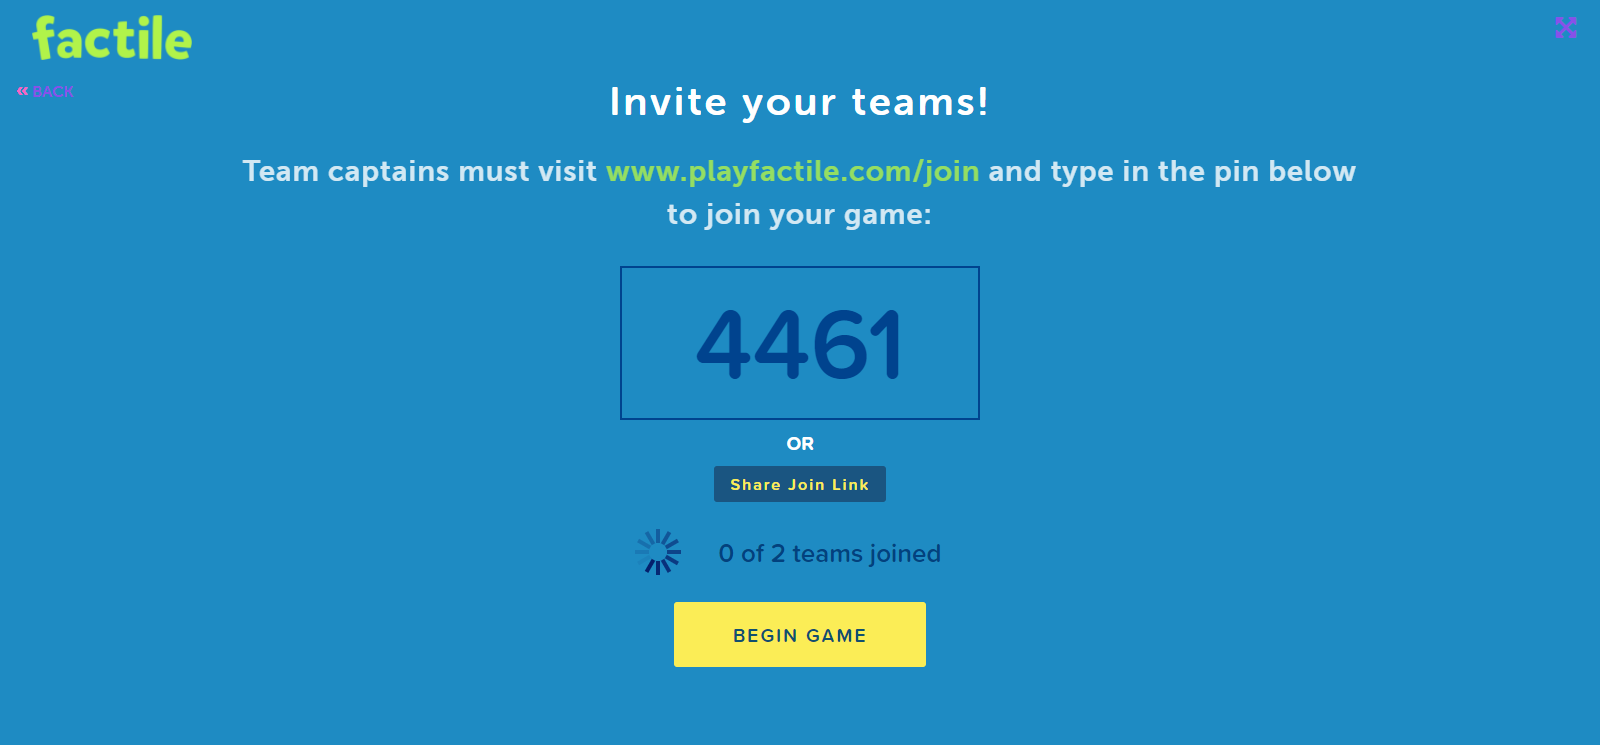 factile
« BACK
Invite your teams!
Team captains must visit www.playfactile.com/join and type in the pin below
to join your game:
4461
OR
Share Join Link
0 of 2 teams joined
BEGIN GAME